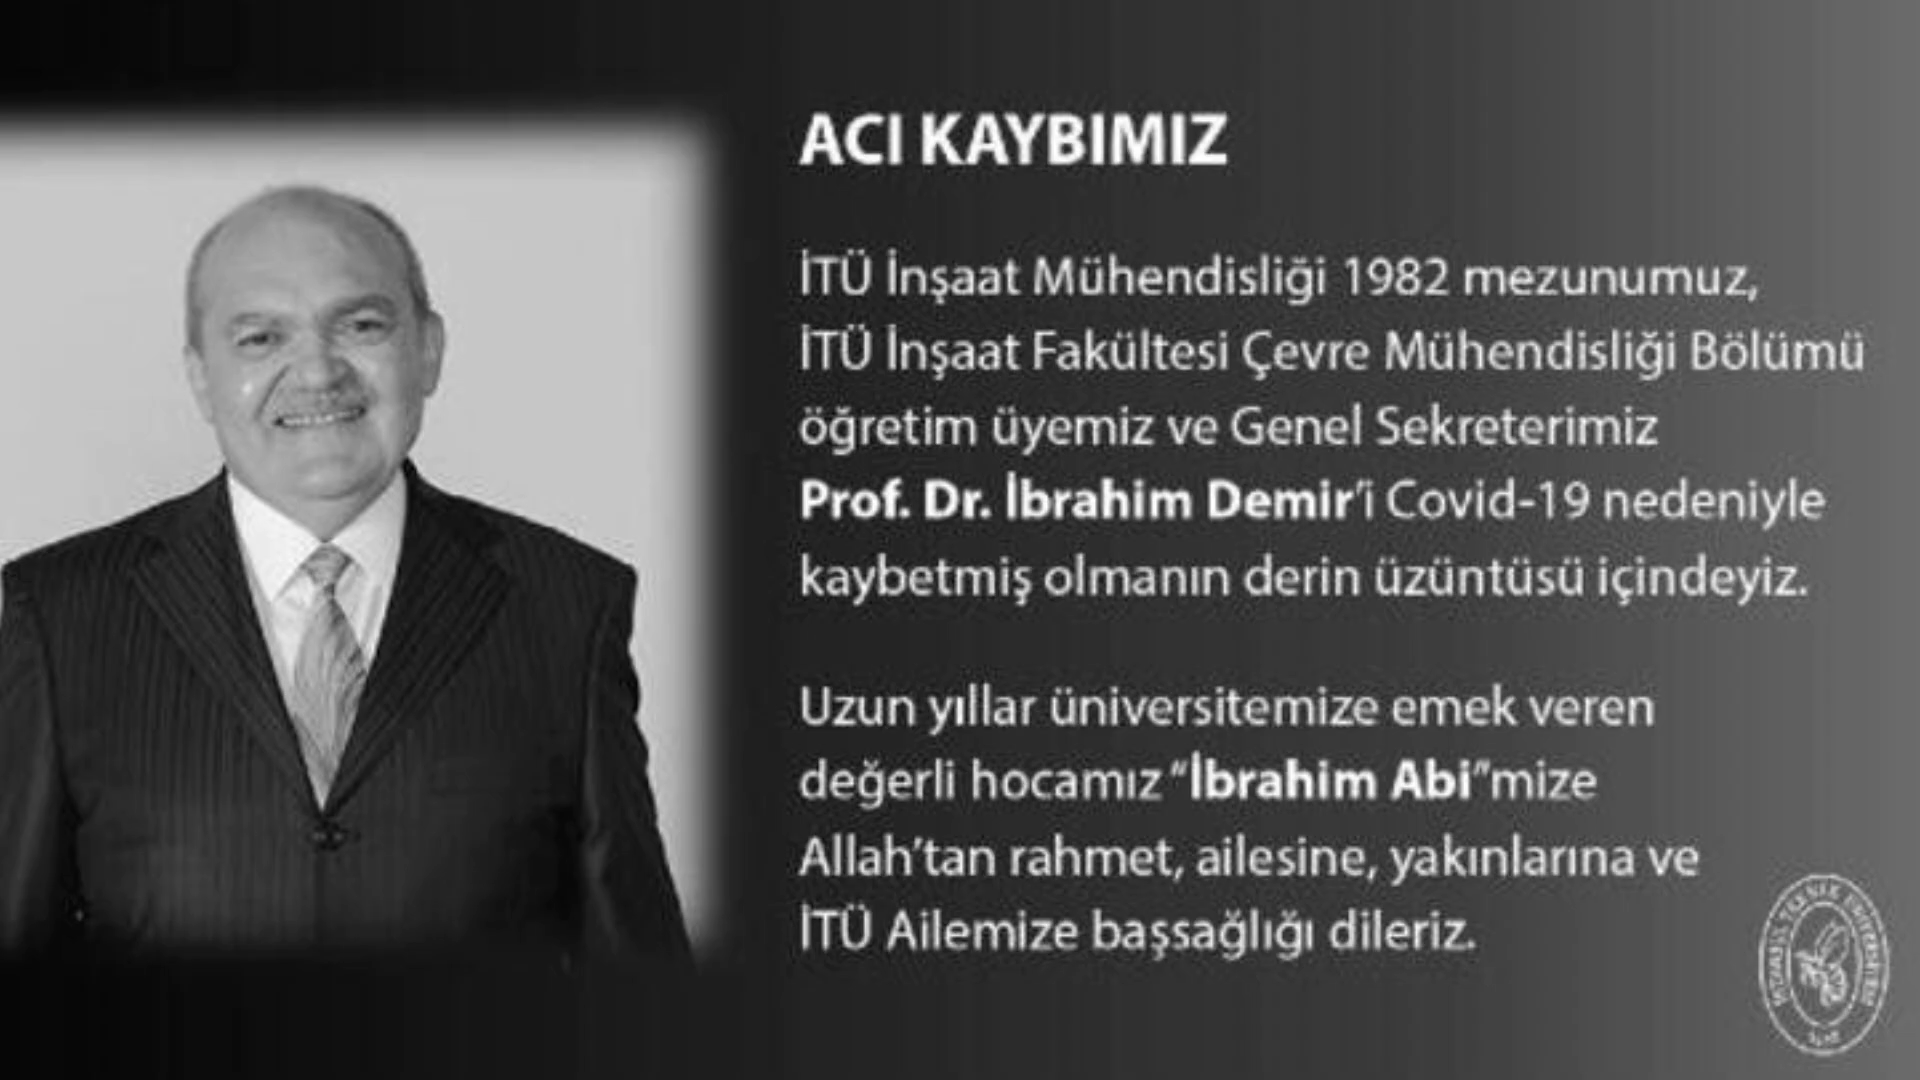 ACI KAYBIMIZ
İTÜ İnşaat Mühendisliği 1982 mezunumuz,
İTÜ İnşaat Fakültesi Çevre Mühendisliği Bölümü
öğretim üyemiz ve Genel Sekreterimiz
Prof. Dr. İbrahim Demir'i Covid-19 nedeniyle
kaybetmiş olmanın derin üzüntüsü içindeyiz.
Uzun yıllar üniversitemize emek veren
değerli hocamız "İbrahim Abi"mize
Allah'tan rahmet, ailesine, yakınlarına ve
İTÜ Ailemize başsağlığı dileriz.